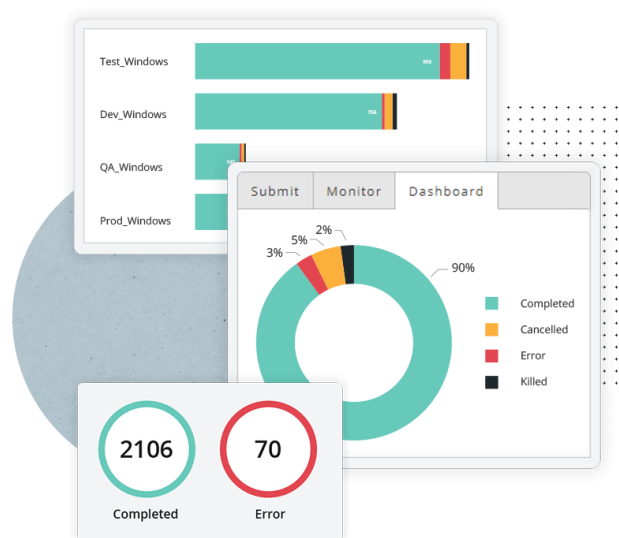 Test_Windows
Dev_Windows
756
QA_Windows
Prod_Windows
Submit Monitor Dashboard
2%
5%
3%
90%
Completed
Cancelled
Error
Killed
2106 70
Completed Error